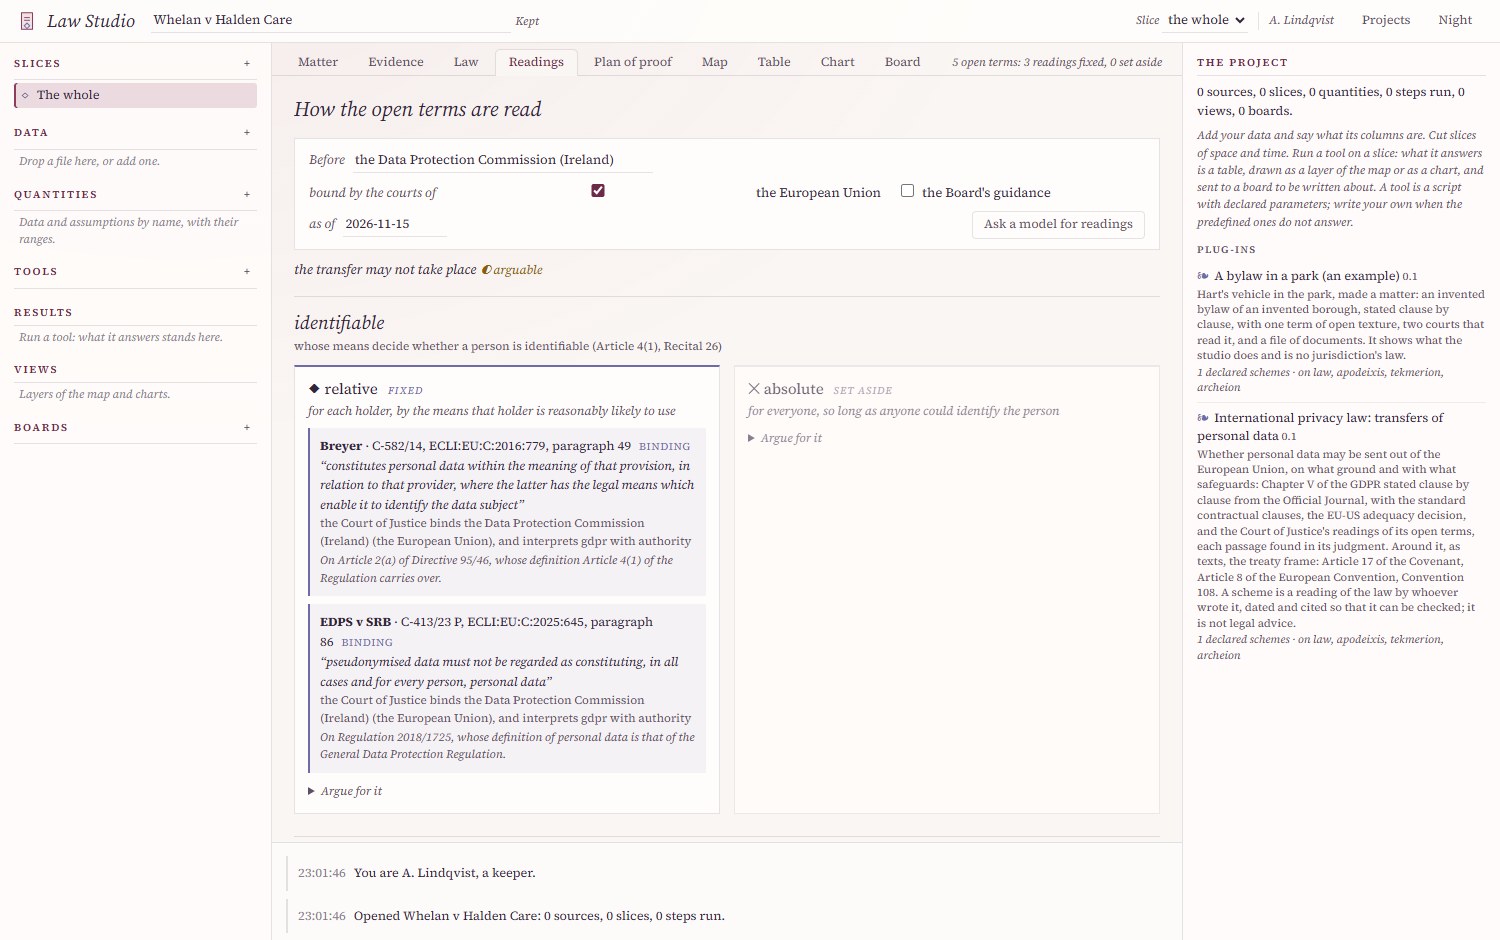 Law Studio
Whelan v Halden Care
Kept
Slice the whole
A. Lindqvist
Projects
Night
SLICES +
The whole
DATA +
Drop a file here, or add one.
QUANTITIES +
Data and assumptions by name, with their
ranges.
TOOLS +
RESULTS
Run a tool: what it answers stands here.
VIEWS
Layers of the map and charts.
BOARDS +
Matter Evidence Law Readings Plan of proof Map Table Chart Board
5 open terms: 3 readings fixed, 0 set aside
How the open terms are read
Before the Data Protection Commission (Ireland)
bound by the courts of the European Union the Board's guidance
as of 2026-11-15
Ask a model for readings
the transfer may not take place arguable
identifiable
whose means decide whether a person is identifiable (Article 4(1), Recital 26)
relative FIXED
for each holder, by the means that holder is reasonably likely to use
Breyer · C-582/14, ECLI:EU:C:2016:779, paragraph 49 BINDING
“constitutes personal data within the meaning of that provision, in
relation to that provider, where the latter has the legal means which
enable it to identify the data subject”
the Court of Justice binds the Data Protection Commission
(Ireland) (the European Union), and interprets gdpr with authority
On Article 2(a) of Directive 95/46, whose definition Article 4(1) of the
Regulation carries over.
EDPS v SRB · C-413/23 P, ECLI:EU:C:2025:645, paragraph
86 BINDING
“pseudonymised data must not be regarded as constituting, in all
cases and for every person, personal data”
the Court of Justice binds the Data Protection Commission
(Ireland) (the European Union), and interprets gdpr with authority
On Regulation 2018/1725, whose definition of personal data is that of the
General Data Protection Regulation.
Argue for it
absolute SET ASIDE
for everyone, so long as anyone could identify the person
Argue for it
23:01:46 You are A. Lindqvist, a keeper.
23:01:46 Opened Whelan v Halden Care: 0 sources, 0 slices, 0 steps run.
THE PROJECT
0 sources, 0 slices, 0 quantities, 0 steps run, 0
views, 0 boards.
Add your data and say what its columns are. Cut slices
of space and time. Run a tool on a slice: what it answers
is a table, drawn as a layer of the map or as a chart, and
sent to a board to be written about. A tool is a script
with declared parameters; write your own when the
predefined ones do not answer.
PLUG-INS
A bylaw in a park (an example) 0.1
Hart's vehicle in the park, made a matter: an invented
bylaw of an invented borough, stated clause by
clause, with one term of open texture, two courts that
read it, and a file of documents. It shows what the
studio does and is no jurisdiction's law.
1 declared schemes · on law, apodeixis, tekmerion,
archeion
International privacy law: transfers of
personal data 0.1
Whether personal data may be sent out of the
European Union, on what ground and with what
safeguards: Chapter V of the GDPR stated clause by
clause from the Official Journal, with the standard
contractual clauses, the EU-US adequacy decision,
and the Court of Justice's readings of its open terms,
each passage found in its judgment. Around it, as
texts, the treaty frame: Article 17 of the Covenant,
Article 8 of the European Convention, Convention
108. A scheme is a reading of the law by whoever
wrote it, dated and cited so that it can be checked; it
is not legal advice.
1 declared schemes · on law, apodeixis, tekmerion,
archeion